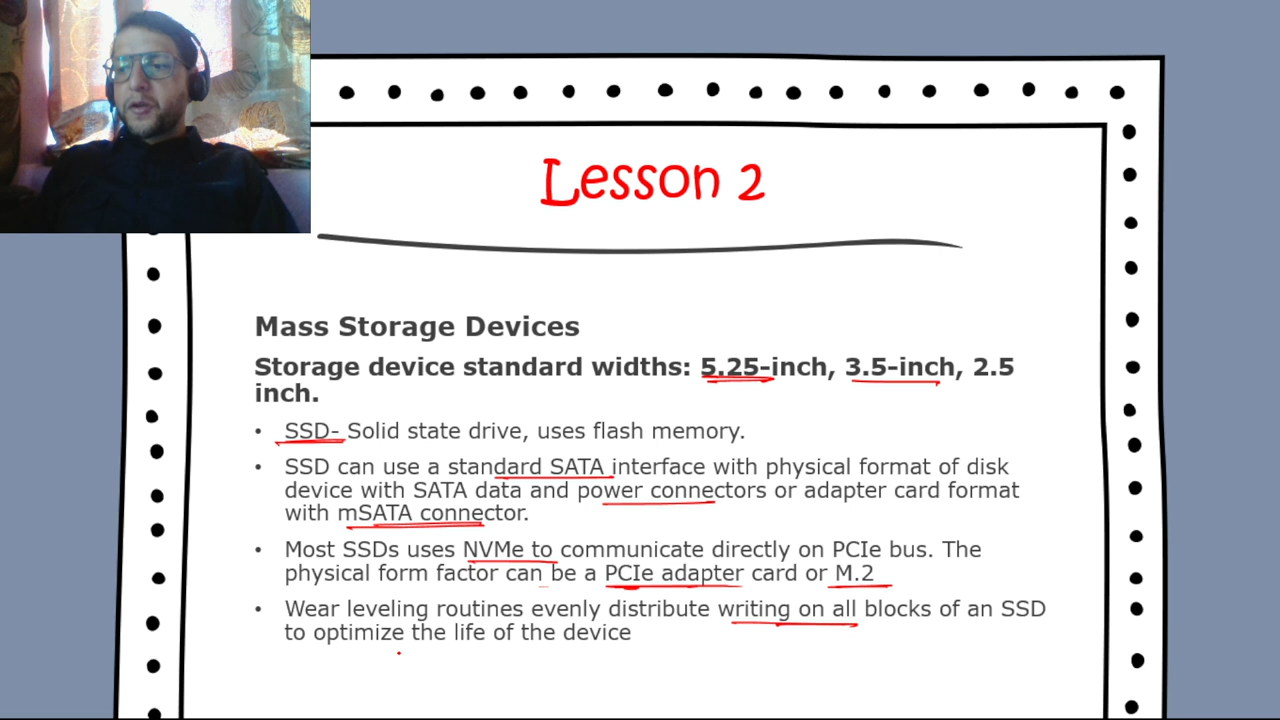 Lesson 2
Mass Storage Devices
Storage device standard widths: 5.25-inch, 3.5-inch, 2.5
inch.
• SSD- Solid state drive, uses flash memory.
• SSD can use a standard SATA interface with physical format of disk
device with SATA data and power connectors or adapter card format
with mSATA connector.
• Most SSDs uses NVMe to communicate directly on PCIe bus. The
physical form factor can be a PCIe adapter card or M.2
• Wear leveling routines evenly distribute writing on all blocks of an SSD
to optimize the life of the device